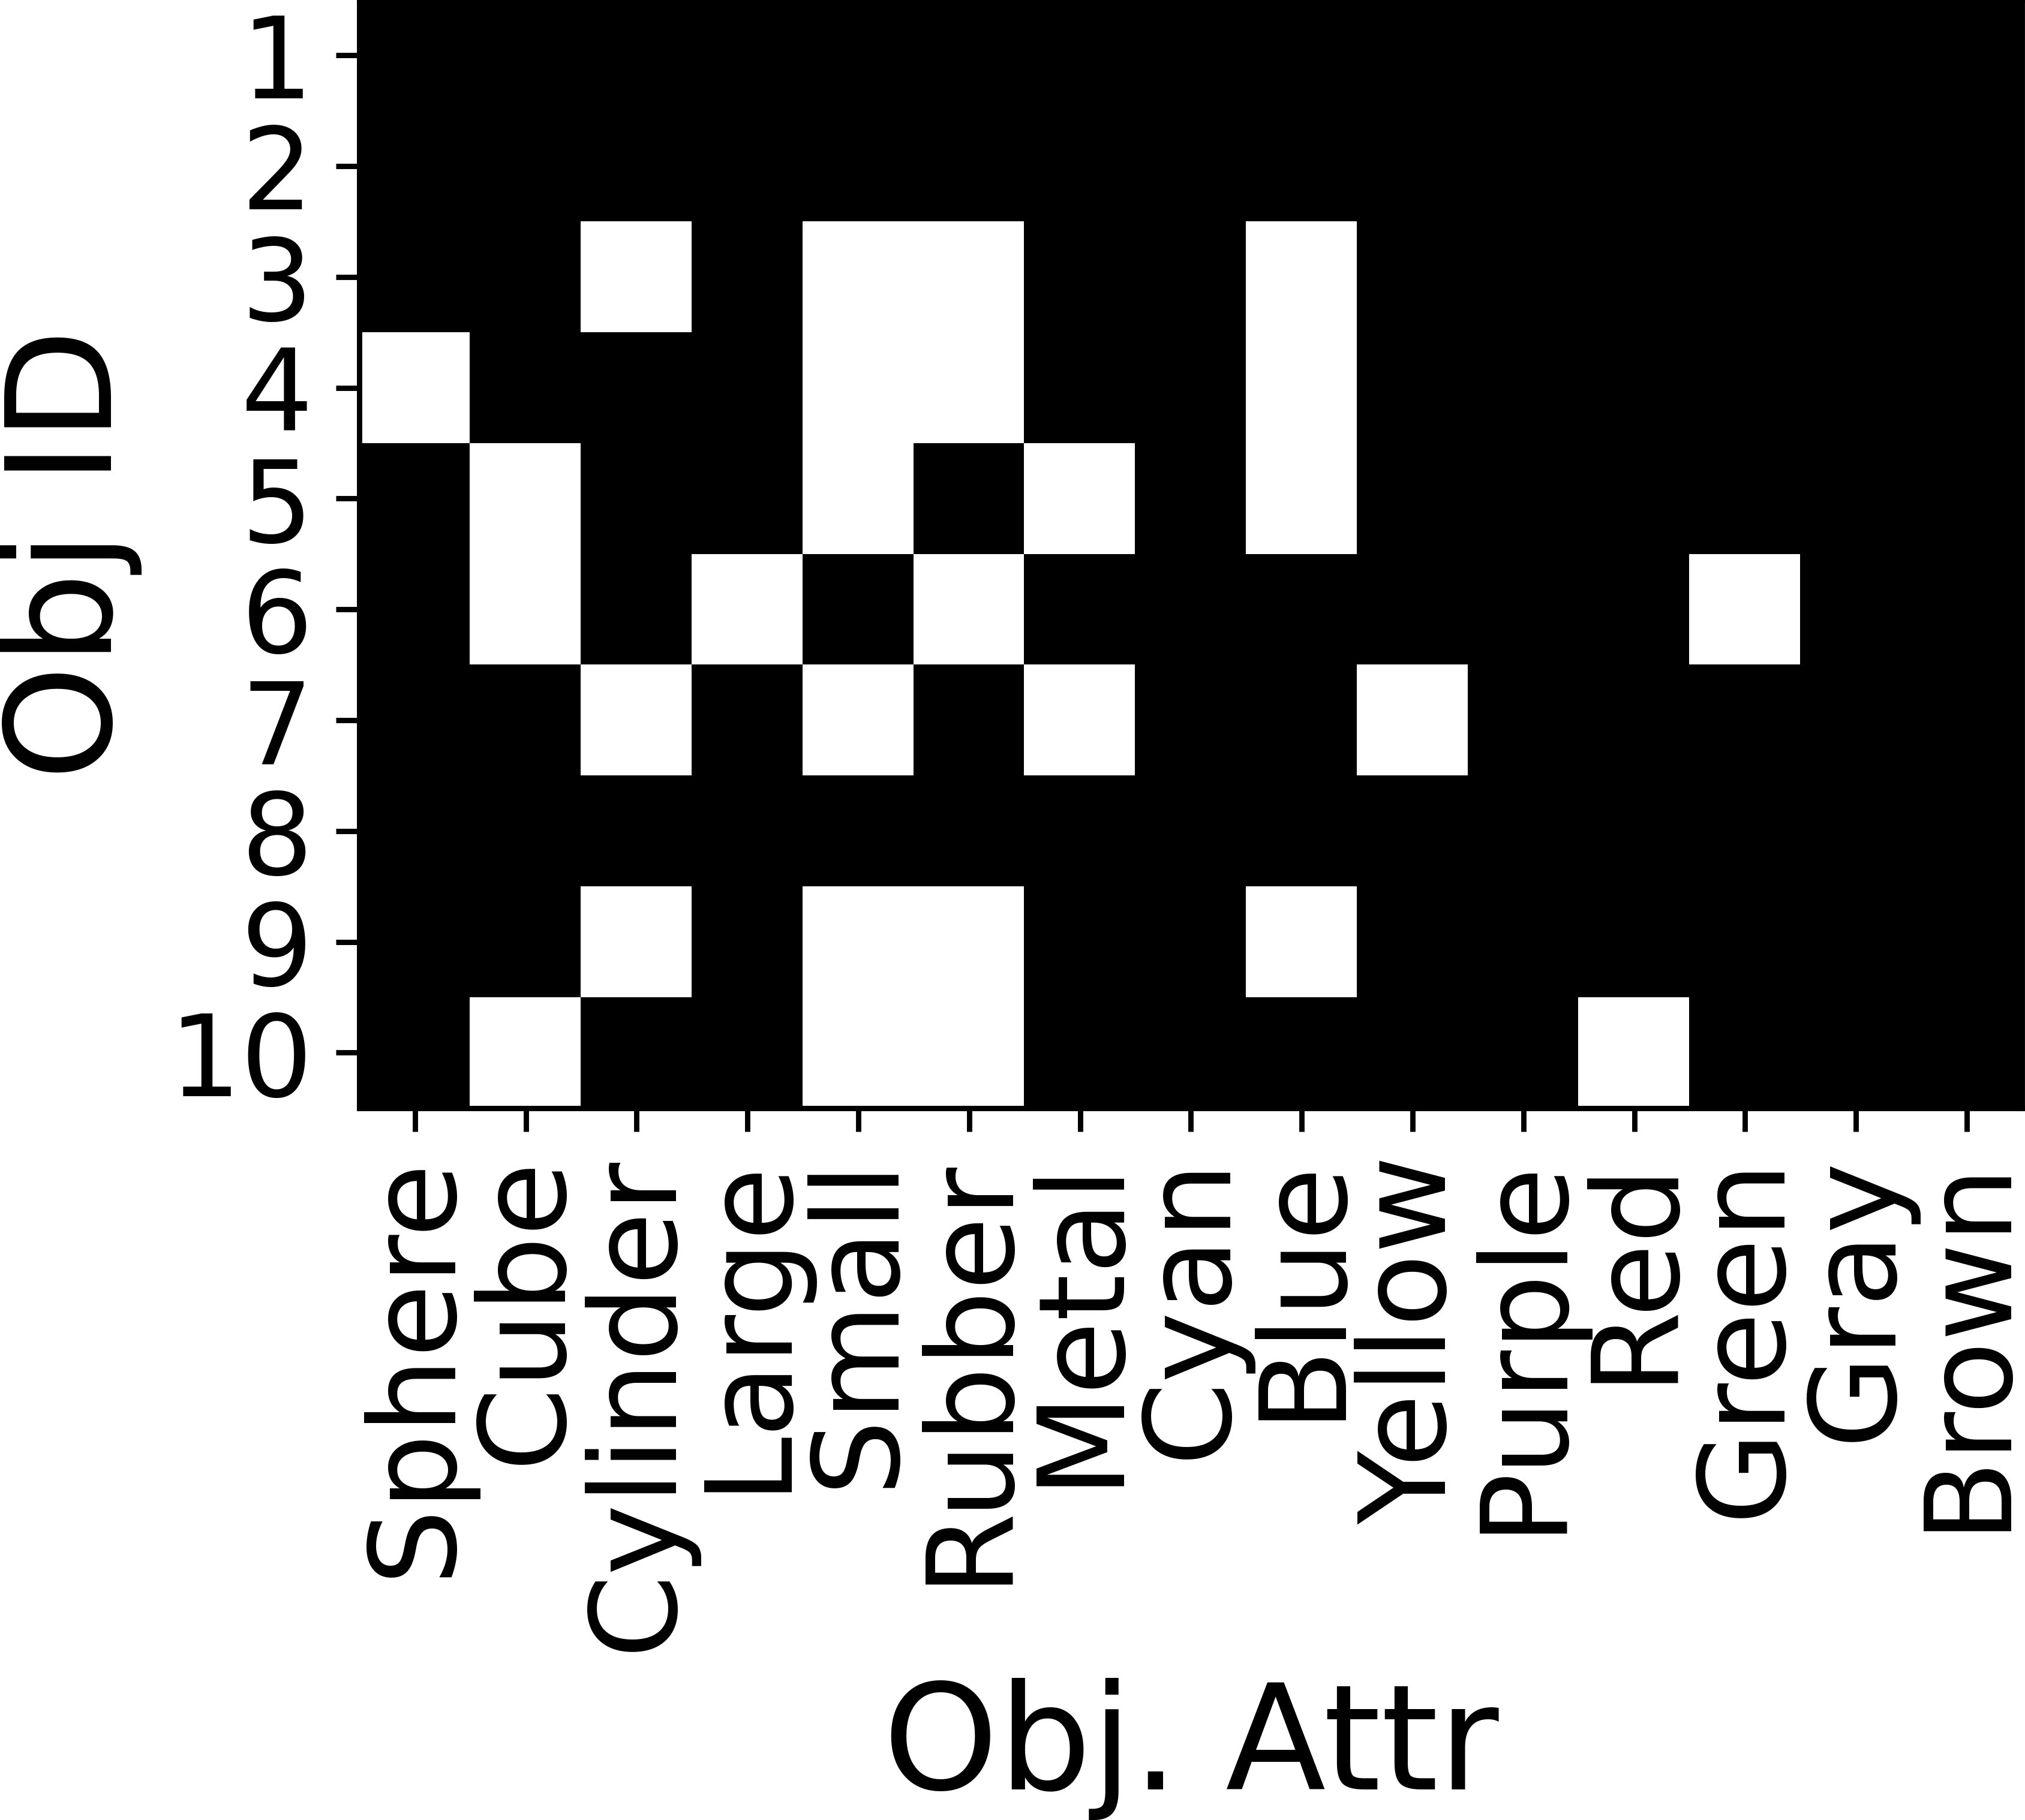 Obj ID
1
2
3
4
5
6
7
8
9
10
Sphere
Cube
Cylinder
Large
Small
Rubber
Metal
Cyan
Blue
Yellow
Purple
Red
Green
Gray
Brown
Obj. Attr